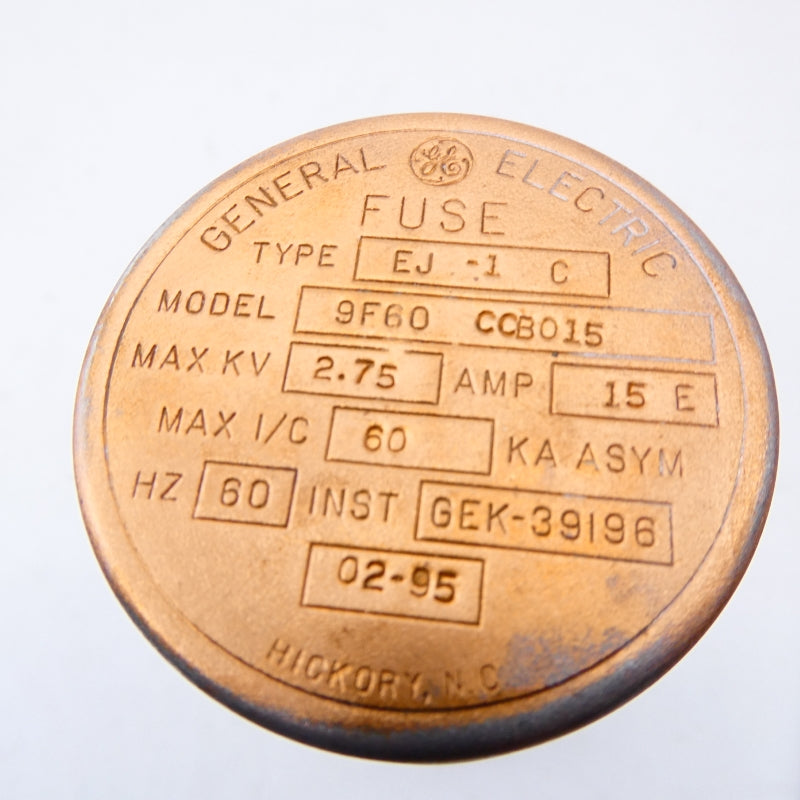 GENERAL GE ELECTRIC
FUSE
TYPE EJ -1 C
MODEL 9F60 CCB015
MAX KV 2.75 AMP 15 E
MAX I/C 60 KA ASYM
HZ 60 INST GEK-39196
02-95
HICKORY, N.C